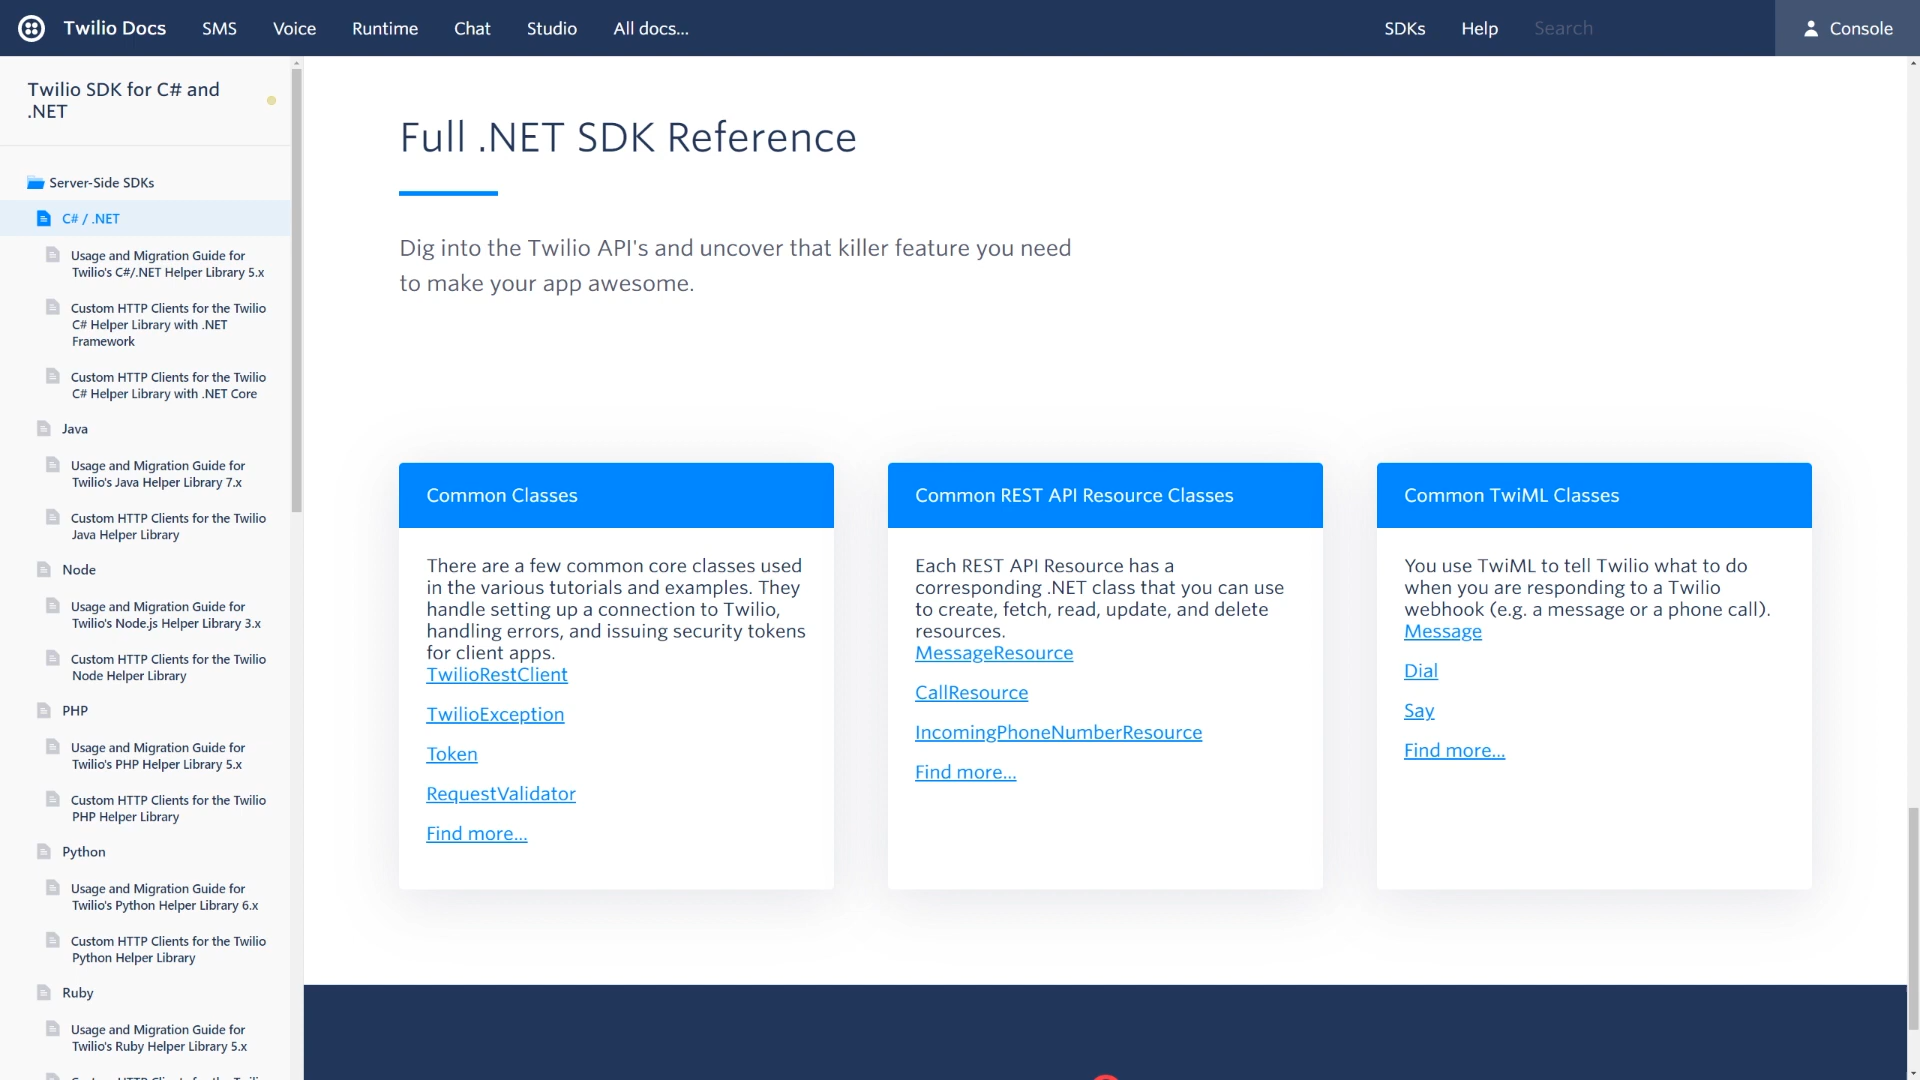 Twilio Docs SMS Voice Runtime Chat Studio All docs... SDKs Help Search Console
Twilio SDK for C# and
.NET
Server-Side SDKs
C# / .NET
Usage and Migration Guide for
Twilio's C#/.NET Helper Library 5.x
Custom HTTP Clients for the Twilio
C# Helper Library with .NET
Framework
Custom HTTP Clients for the Twilio
C# Helper Library with .NET Core
Java
Usage and Migration Guide for
Twilio's Java Helper Library 7.x
Custom HTTP Clients for the Twilio
Java Helper Library
Node
Usage and Migration Guide for
Twilio's Node.js Helper Library 3.x
Custom HTTP Clients for the Twilio
Node Helper Library
PHP
Usage and Migration Guide for
Twilio's PHP Helper Library 5.x
Custom HTTP Clients for the Twilio
PHP Helper Library
Python
Usage and Migration Guide for
Twilio's Python Helper Library 6.x
Custom HTTP Clients for the Twilio
Python Helper Library
Ruby
Usage and Migration Guide for
Twilio's Ruby Helper Library 5.x
Full .NET SDK Reference
Dig into the Twilio API's and uncover that killer feature you need
to make your app awesome.
Common Classes
There are a few common core classes used
in the various tutorials and examples. They
handle setting up a connection to Twilio,
handling errors, and issuing security tokens
for client apps.
TwilioRestClient
TwilioException
Token
RequestValidator
Find more...
Common REST API Resource Classes
Each REST API Resource has a
corresponding .NET class that you can use
to create, fetch, read, update, and delete
resources.
MessageResource
CallResource
IncomingPhoneNumberResource
Find more...
Common TwiML Classes
You use TwiML to tell Twilio what to do
when you are responding to a Twilio
webhook (e.g. a message or a phone call).
Message
Dial
Say
Find more...